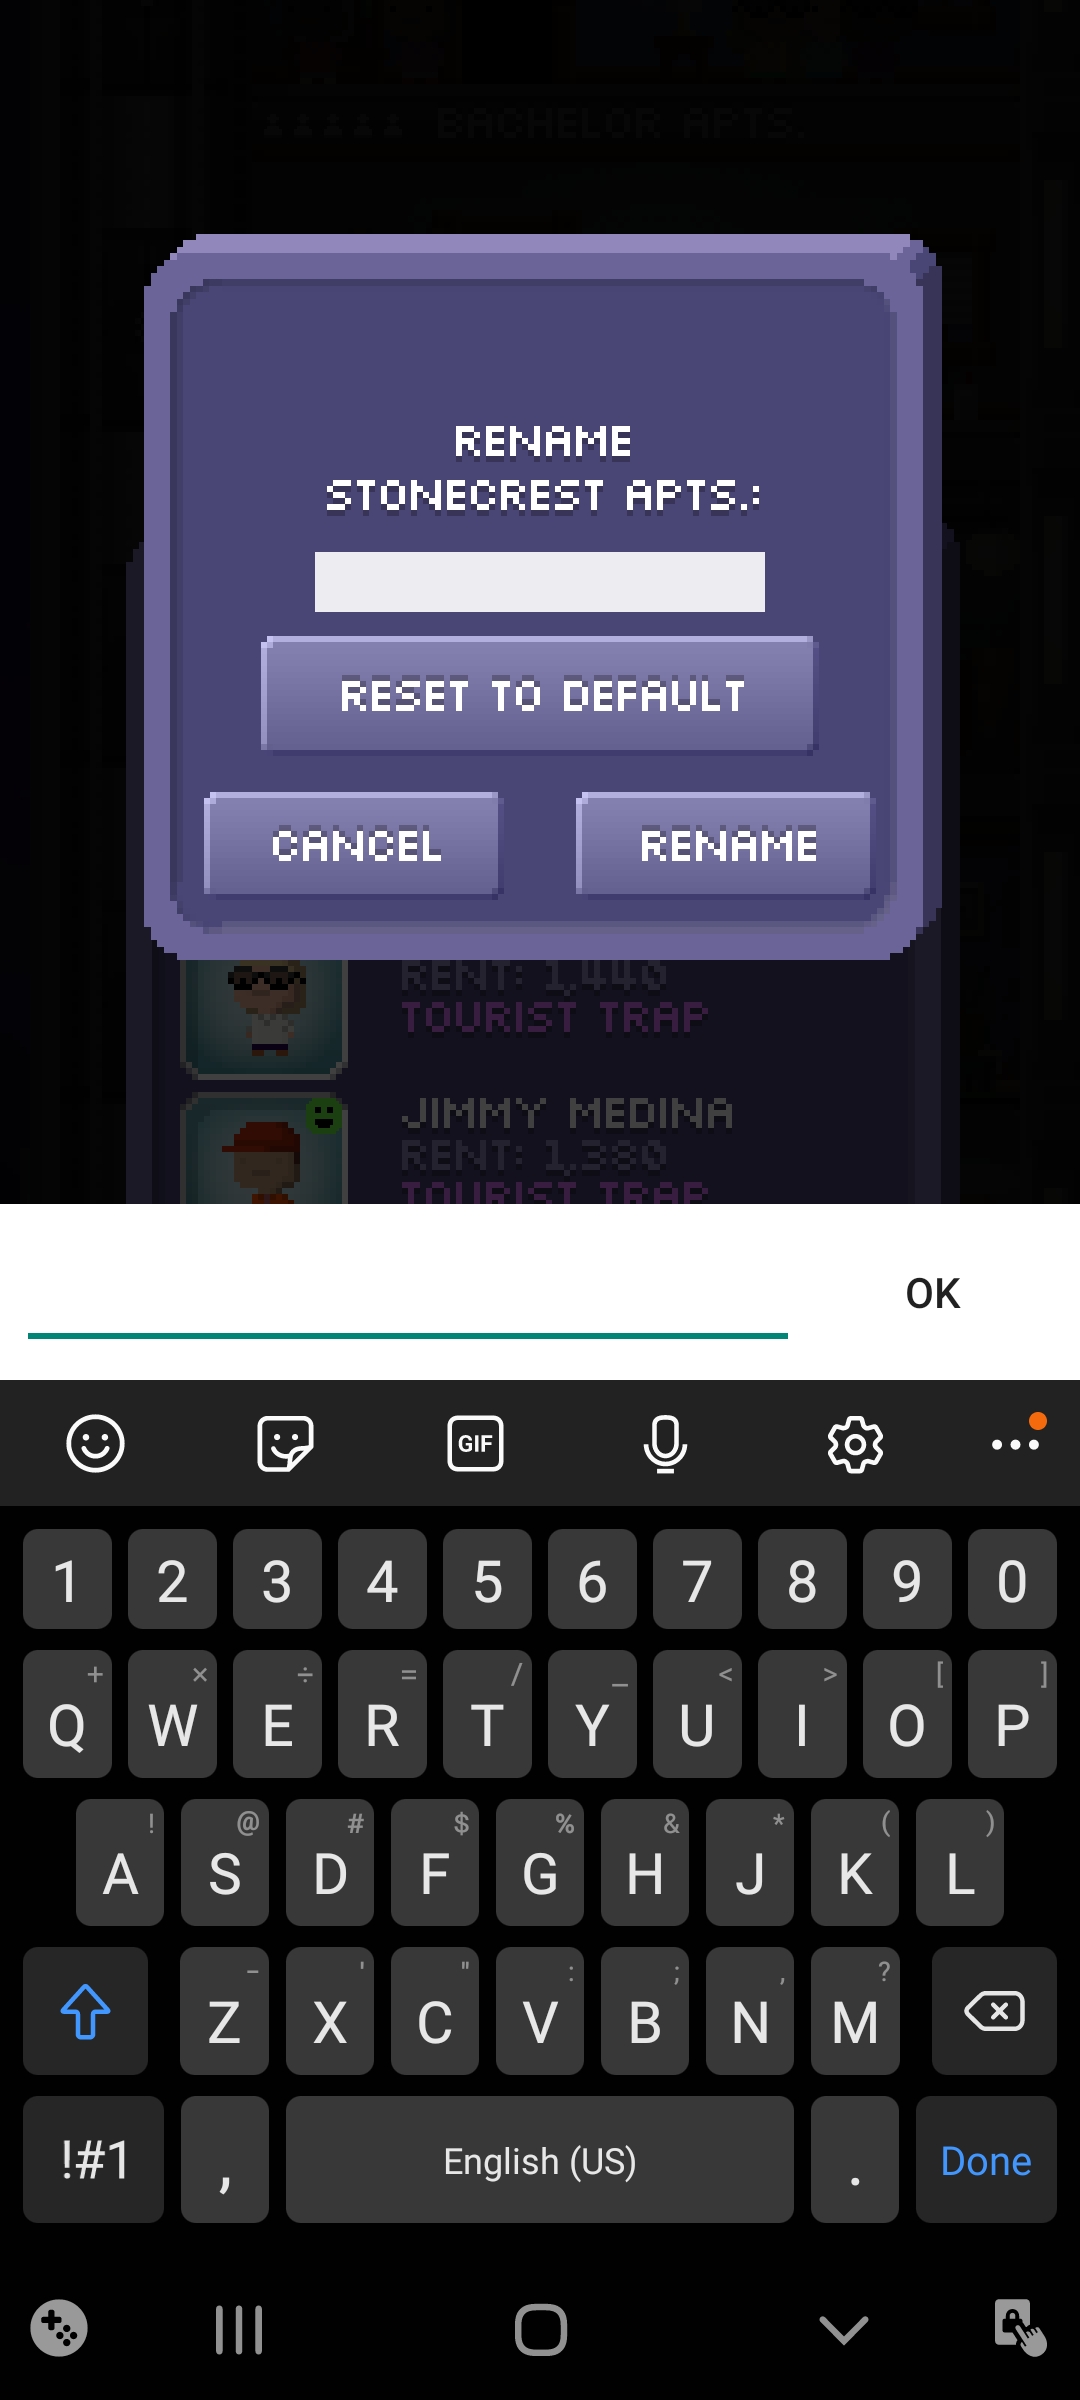 BACHELOR APTS.
RENAME
STONECREST APTS.:
RESET TO DEFAULT
CANCEL
RENAME
RENT: 1,440
TOURIST TRAP
JIMMY MEDINA
RENT: 1,380
TOURIST TRAP
OK
GIF
1 2 3 4 5 6 7 8 9 0
+ × ÷ = / _ < > [ ]
Q W E R T Y U I O P
! @ # $ % & * ( )
A S D F G H J K L
- ' " : ; , ?
Z X C V B N M
!#1 , English (US) . Done